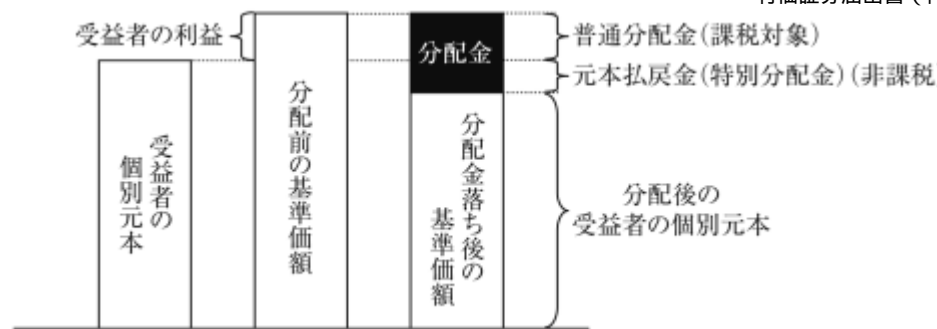 受益者の利益
分配金
普通分配金(課税対象)
元本払戻金(特別分配金)(非課税
受益者の
個別元本
分配前の基準価額
分配金落ち後の
基準価額
分配後の
受益者の個別元本